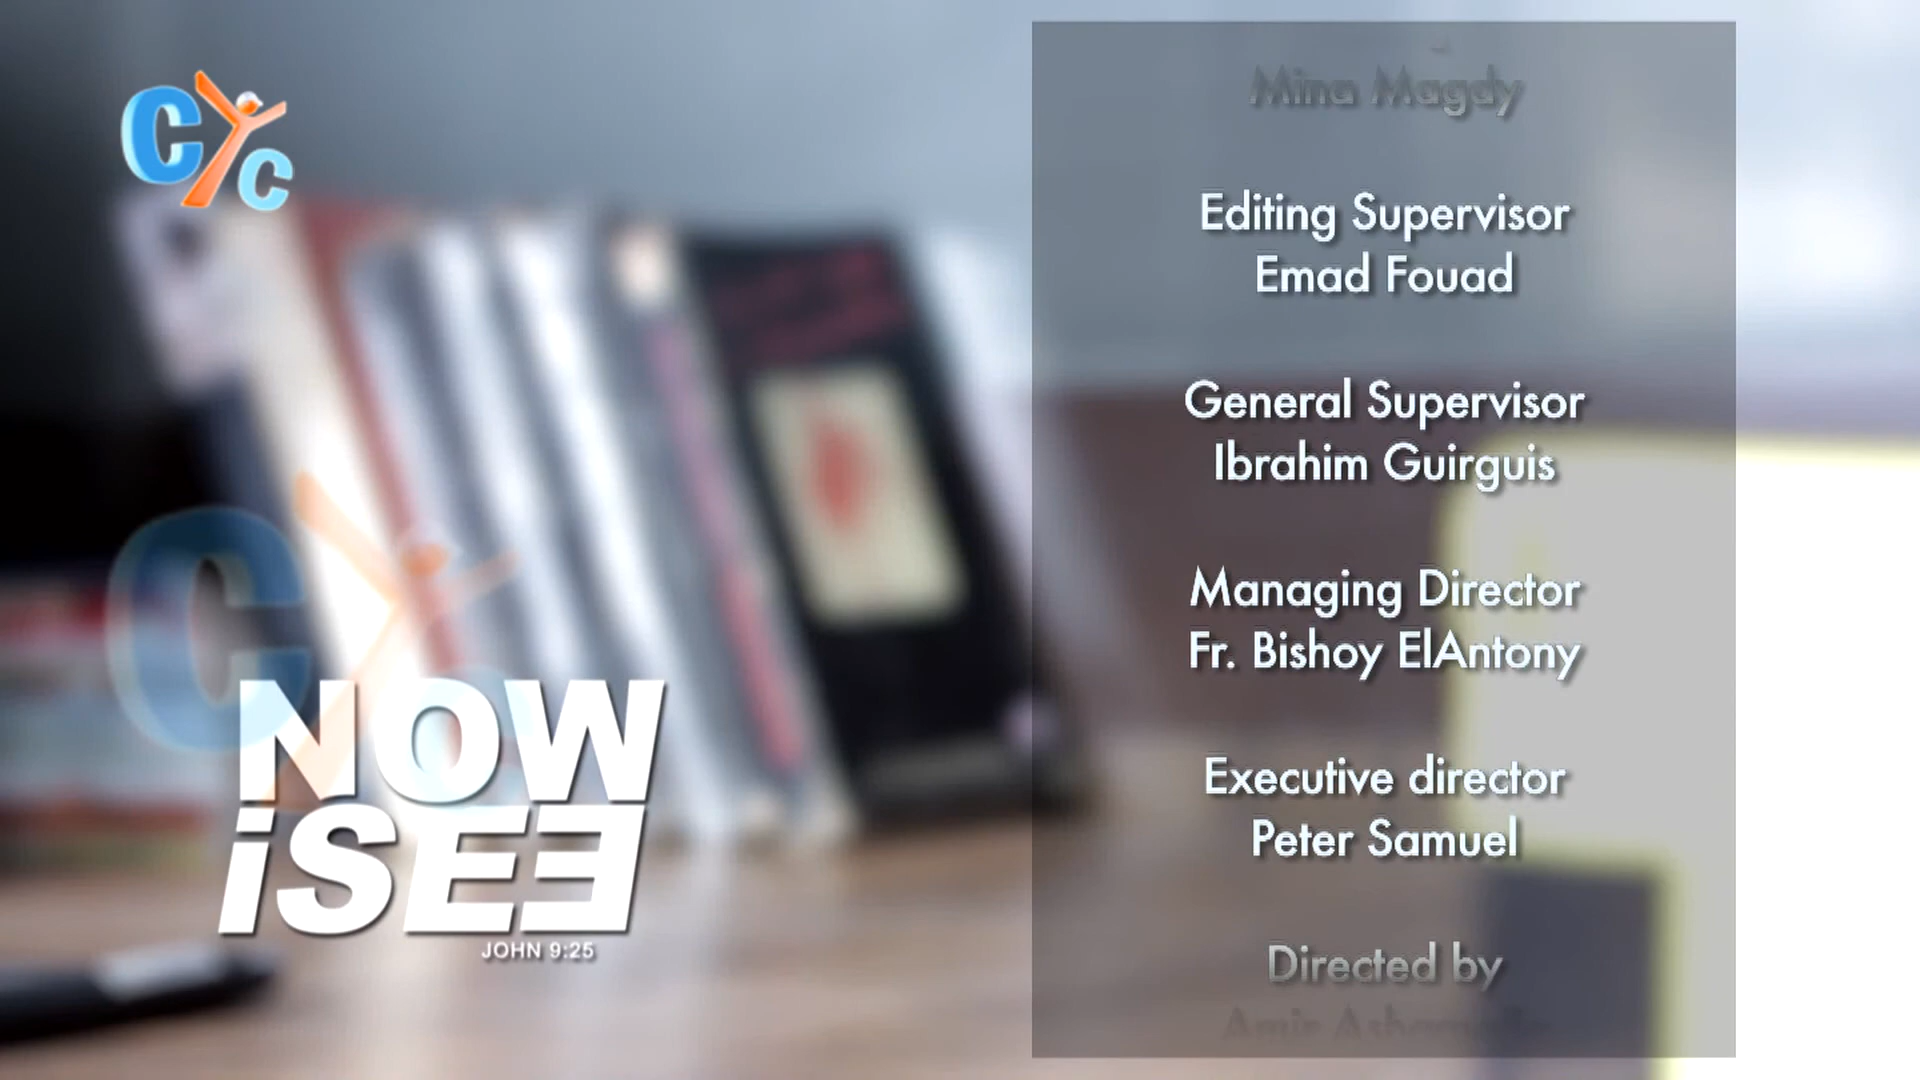 CYC
NOW
iSEE
JOHN 9:25
Mina Magdy
Editing Supervisor
Emad Fouad
General Supervisor
Ibrahim Guirguis
Managing Director
Fr. Bishoy ElAntony
Executive director
Peter Samuel
Directed by
Amir